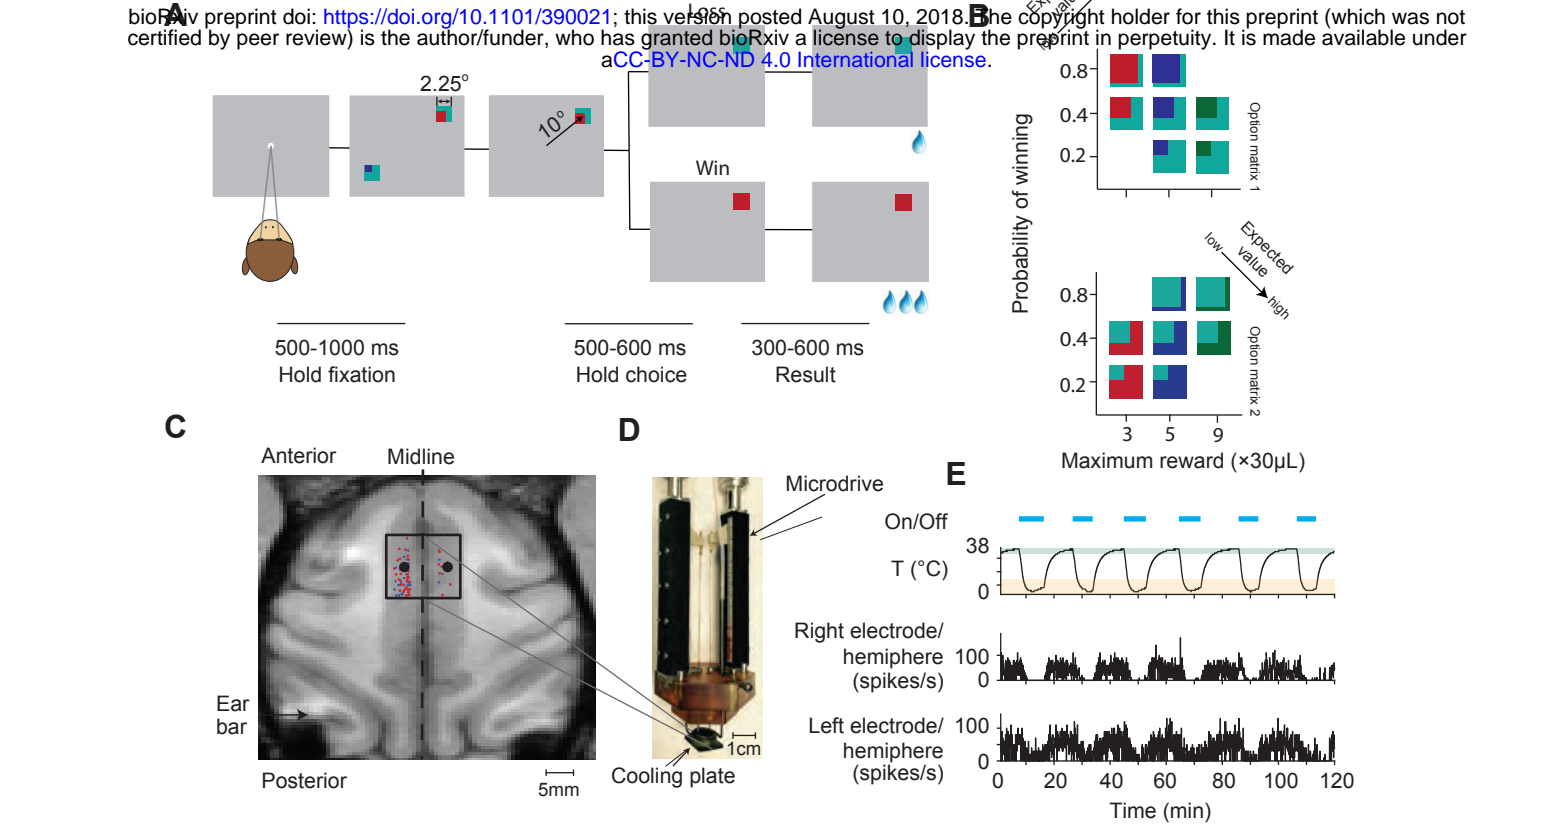 bioRxiv preprint doi: https://doi.org/10.1101/390021; this version posted August 10, 2018. The copyright holder for this preprint (which was not
certified by peer review) is the author/funder, who has granted bioRxiv a license to display the preprint in perpetuity. It is made available under
aCC-BY-NC-ND 4.0 International license.
A
Loss
2.25°
10°
Win
500-1000 ms
Hold fixation
500-600 ms
Hold choice
300-600 ms
Result
B
Probability of winning
0.8
0.4
0.2
Option matrix 1
Expected
value
low
high
0.8
0.4
0.2
Option matrix 2
3 5 9
Maximum reward (×30µL)
C
Anterior
Midline
Ear
bar
Posterior
5mm
D
Microdrive
1cm
Cooling plate
E
On/Off
38
T (°C)
0
Right electrode/
hemisphere
(spikes/s)
100
0
Left electrode/
hemisphere
(spikes/s)
100
0
0 20 40 60 80 100 120
Time (min)